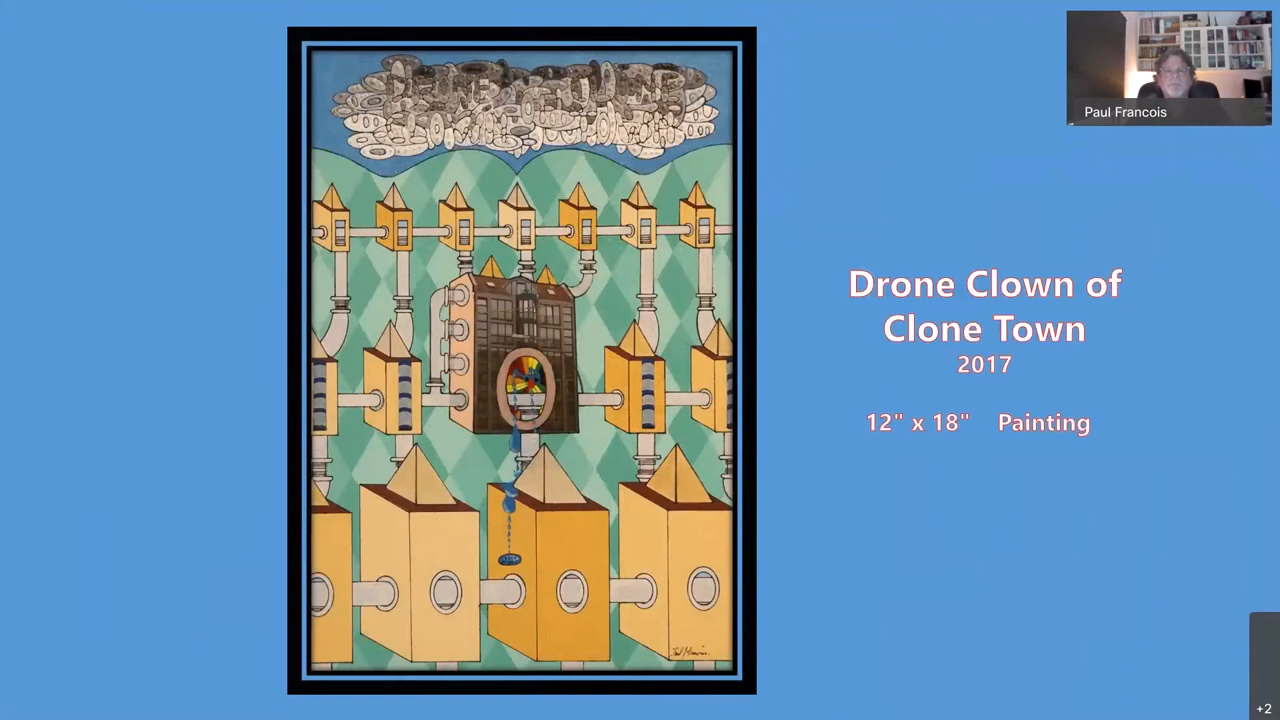 Paul Francois
Drone Clown of
Clone Town
2017
12" x 18" Painting
+2